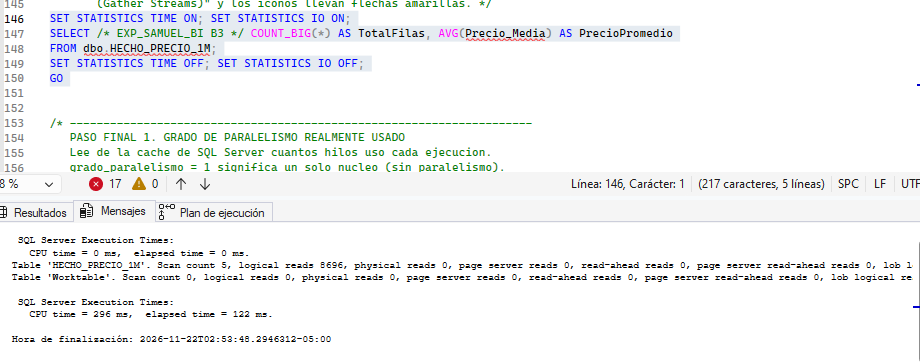 145 (Gather Streams)" y los iconos llevan flechas amarillas. */
146 SET STATISTICS TIME ON; SET STATISTICS IO ON;
147 SELECT /* EXP_SAMUEL_BI B3 */ COUNT_BIG(*) AS TotalFilas, AVG(Precio_Media) AS PrecioPromedio
148 FROM dbo.HECHO_PRECIO_1M;
149 SET STATISTICS TIME OFF; SET STATISTICS IO OFF;
150 GO
151
152
153 /* ------------------------------------------------------------------
154 PASO FINAL 1. GRADO DE PARALELISMO REALMENTE USADO
155 Lee de la cache de SQL Server cuantos hilos uso cada ejecucion.
156 grado_paralelismo = 1 significa un solo nucleo (sin paralelismo).
8 % 17 0 Línea: 146, Carácter: 1 (217 caracteres, 5 líneas) SPC LF UTF
Resultados Mensajes Plan de ejecución
SQL Server Execution Times:
CPU time = 0 ms, elapsed time = 0 ms.
Table 'HECHO_PRECIO_1M'. Scan count 5, logical reads 8696, physical reads 0, page server reads 0, read-ahead reads 0, page server read-ahead reads 0, lob l
Table 'Worktable'. Scan count 0, logical reads 0, physical reads 0, page server reads 0, read-ahead reads 0, page server read-ahead reads 0, lob logical re
SQL Server Execution Times:
CPU time = 296 ms, elapsed time = 122 ms.
Hora de finalización: 2026-11-22T02:53:48.2946312-05:00